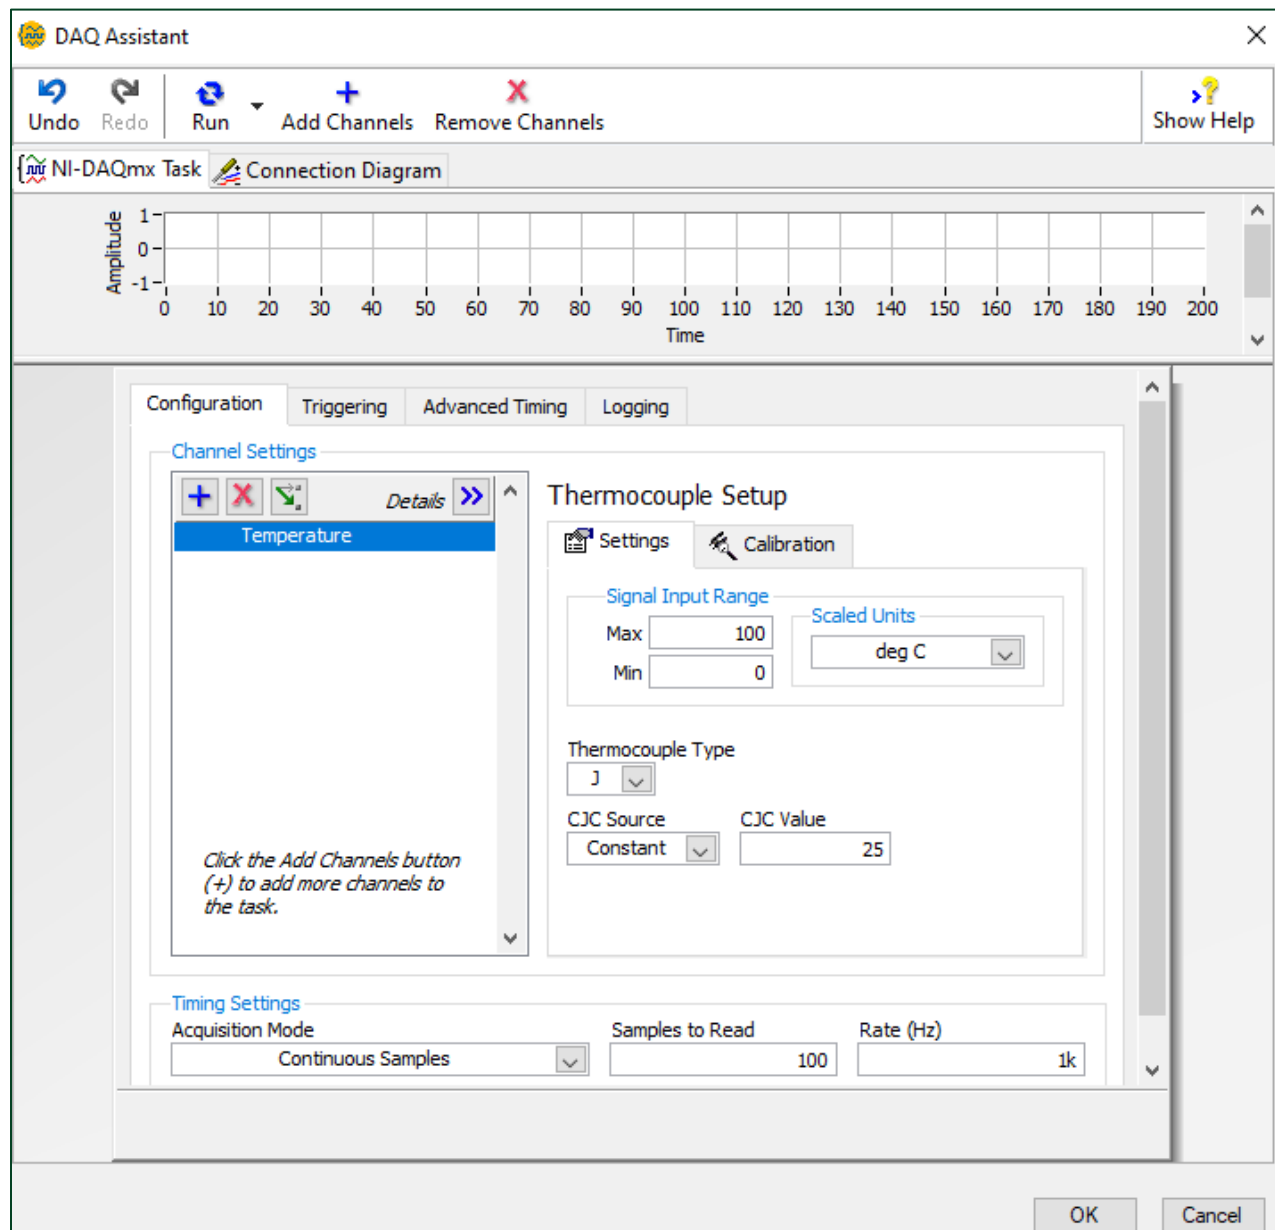 DAQ Assistant
Undo Redo Run Add Channels Remove Channels Show Help
NI-DAQmx Task Connection Diagram
Amplitude
1
0
-1
0 10 20 30 40 50 60 70 80 90 100 110 120 130 140 150 160 170 180 190 200
Time
Configuration Triggering Advanced Timing Logging
Channel Settings
Details
Temperature
Click the Add Channels button
(+) to add more channels to
the task.
Thermocouple Setup
Settings Calibration
Signal Input Range
Max 100
Min 0
Scaled Units
deg C
Thermocouple Type
J
CJC Source CJC Value
Constant 25
Timing Settings
Acquisition Mode Samples to Read Rate (Hz)
Continuous Samples 100 1k
OK Cancel